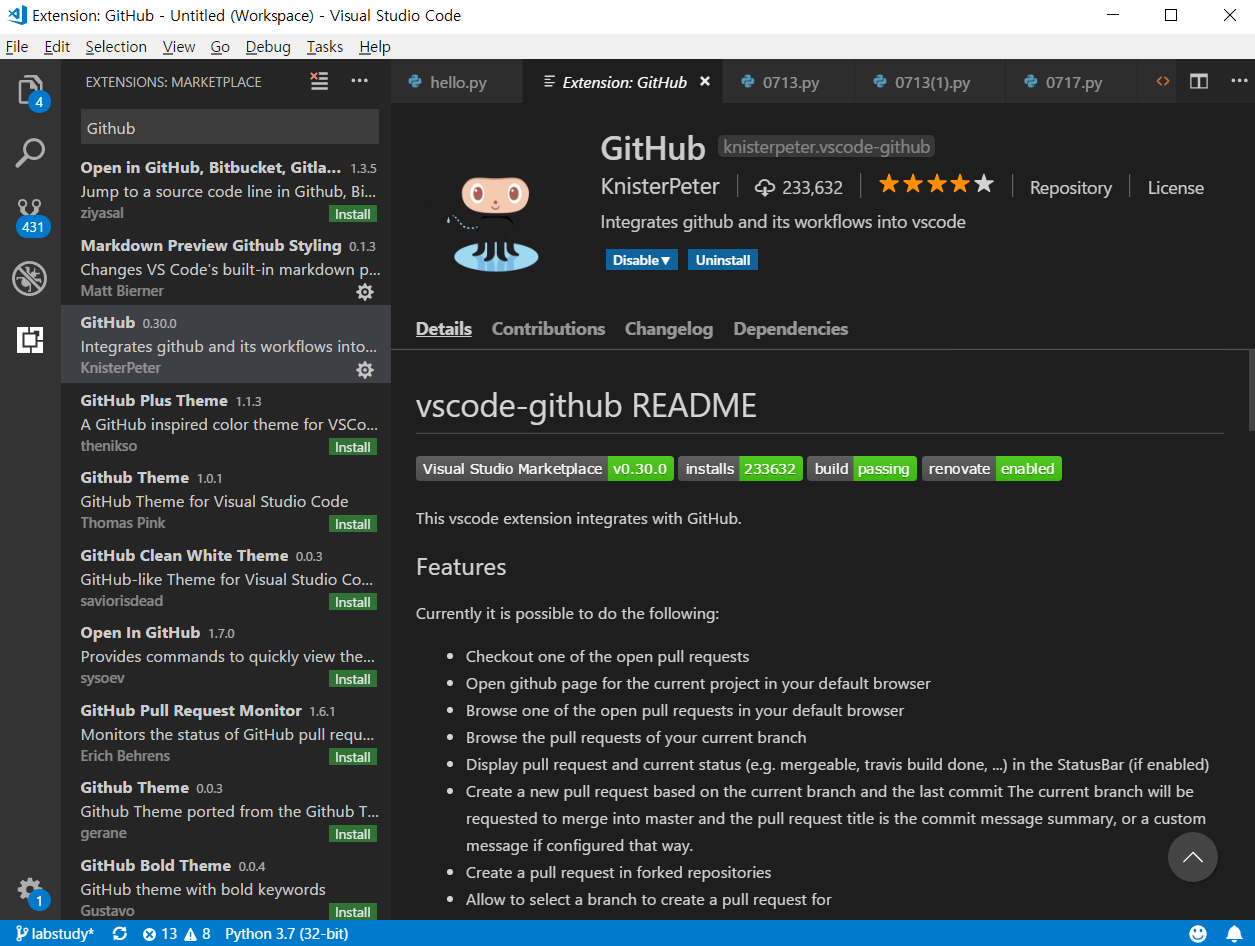 Extension: GitHub - Untitled (Workspace) - Visual Studio Code
File Edit Selection View Go Debug Tasks Help
EXTENSIONS: MARKETPLACE
Github
Open in GitHub, Bitbucket, Gitla... 1.3.5
Jump to a source code line in Github, Bi...
ziyasal Install
Markdown Preview Github Styling 0.1.3
Changes VS Code's built-in markdown p...
Matt Bierner
GitHub 0.30.0
Integrates github and its workflows into...
KnisterPeter
GitHub Plus Theme 1.1.3
A GitHub inspired color theme for VSCo...
thenikso Install
Github Theme 1.0.1
GitHub Theme for Visual Studio Code
Thomas Pink Install
GitHub Clean White Theme 0.0.3
GitHub-like Theme for Visual Studio Co...
saviorisdead Install
Open In GitHub 1.7.0
Provides commands to quickly view the...
sysoev Install
GitHub Pull Request Monitor 1.6.1
Monitors the status of GitHub pull requ...
Erich Behrens Install
Github Theme 0.0.3
Github Theme ported from the Github T...
gerane Install
GitHub Bold Theme 0.0.4
GitHub theme with bold keywords
Gustavo Install
4
431
1
hello.py Extension: GitHub 0713.py 0713(1).py 0717.py
GitHub knisterpeter.vscode-github
KnisterPeter 233,632 Repository License
Integrates github and its workflows into vscode
Disable Uninstall
Details Contributions Changelog Dependencies
vscode-github README
Visual Studio Marketplace v0.30.0 installs 233632 build passing renovate enabled
This vscode extension integrates with GitHub.
Features
Currently it is possible to do the following:
• Checkout one of the open pull requests
• Open github page for the current project in your default browser
• Browse one of the open pull requests in your default browser
• Browse the pull requests of your current branch
• Display pull request and current status (e.g. mergeable, travis build done, ...) in the StatusBar (if enabled)
• Create a new pull request based on the current branch and the last commit The current branch will be
requested to merge into master and the pull request title is the commit message summary, or a custom
message if configured that way.
• Create a pull request in forked repositories
• Allow to select a branch to create a pull request for
labstudy* 13 8 Python 3.7 (32-bit)